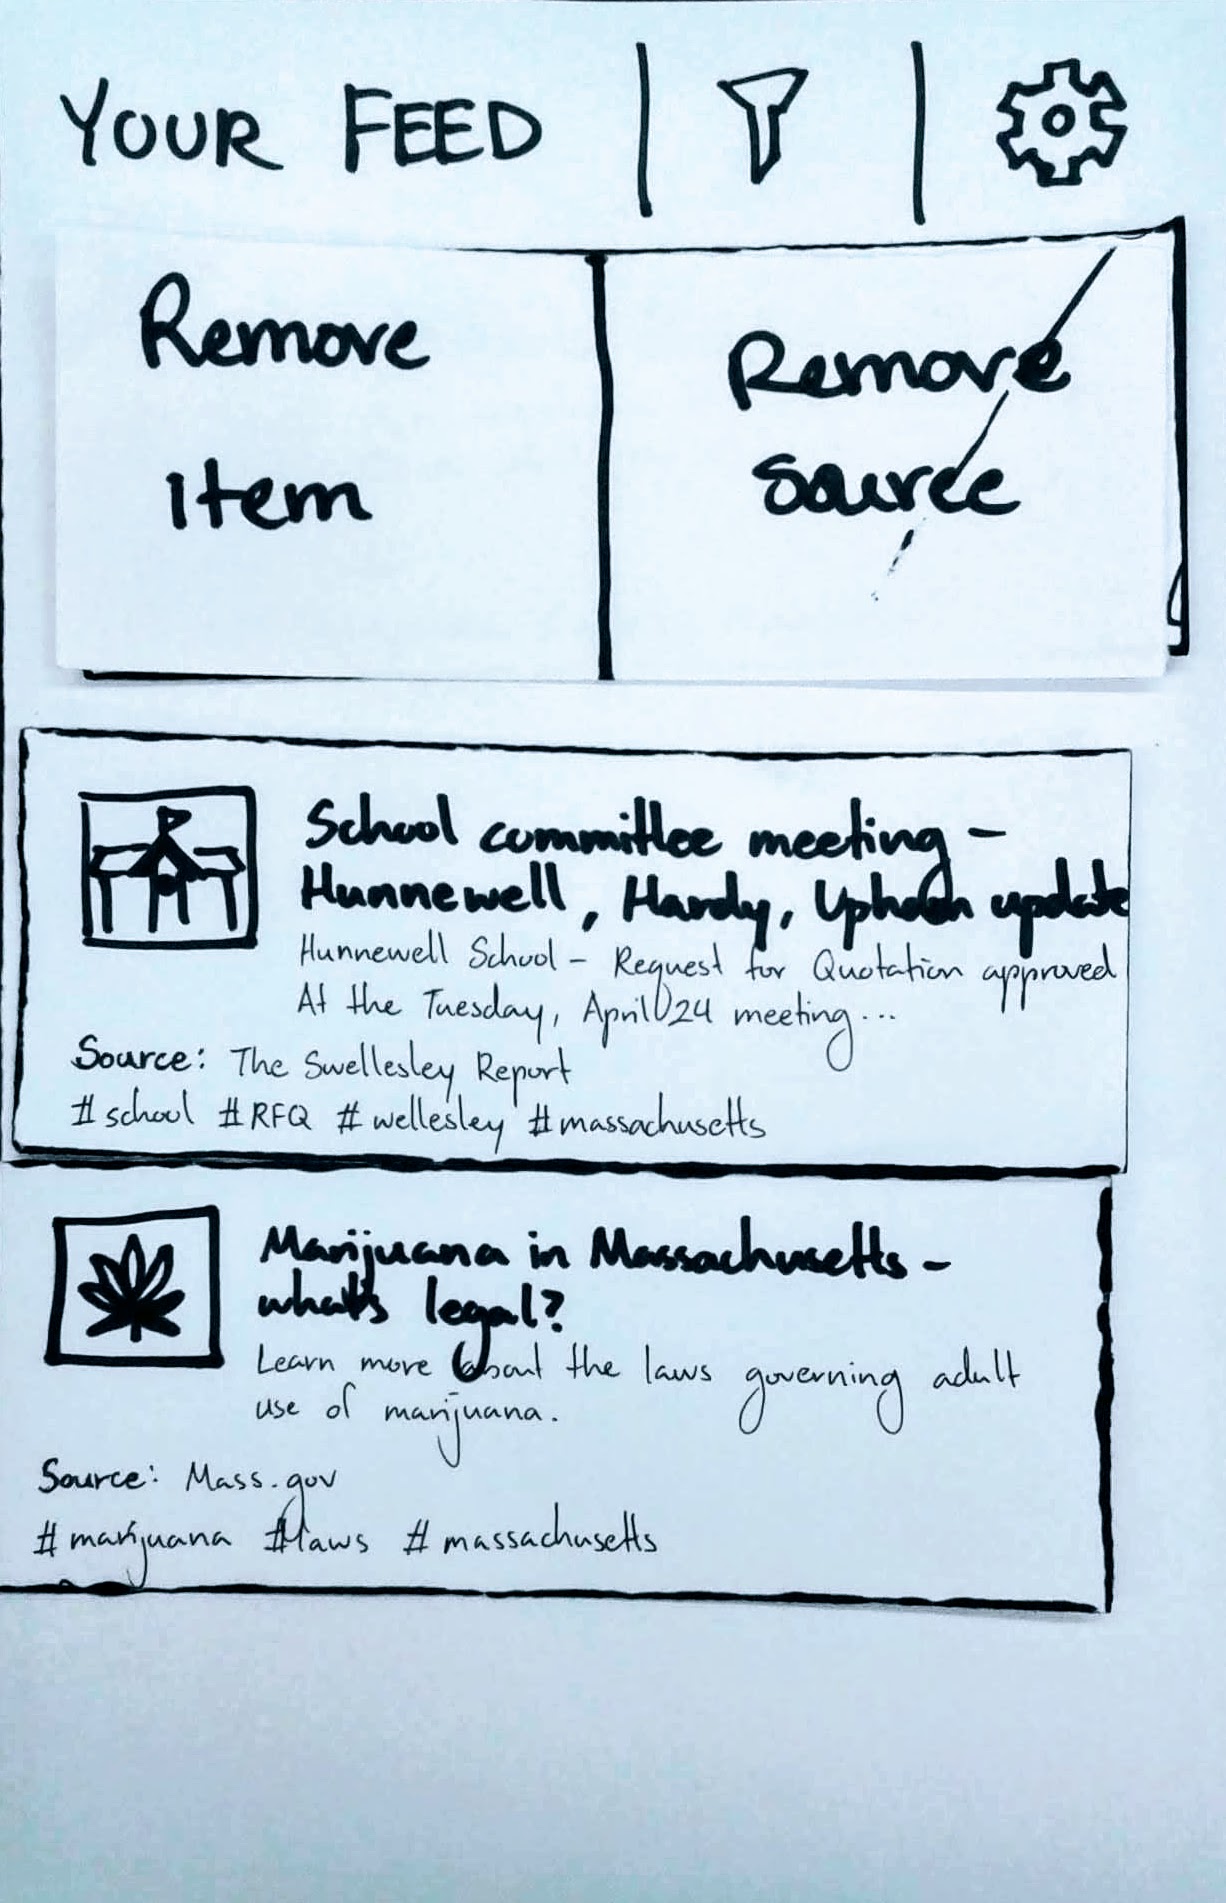 YOUR FEED
Remove
Item
Remove
Source
School committee meeting -
Hunnewell, Hardy, Upham update
Hunnewell School - Request for Quotation approved
At the Tuesday, April 24 meeting...
Source: The Swellesley Report
#school #RFQ #wellesley #massachusetts
Marijuana in Massachusetts -
what's legal?
Learn more about the laws governing adult
use of marijuana.
Source: Mass.gov
#marijuana #laws #massachusetts